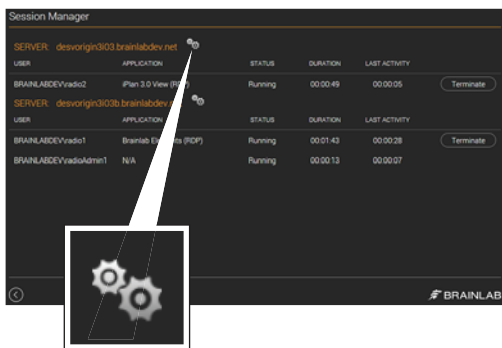 Session Manager
SERVER: desvorigin3i03.brainlabdev.net
USER APPLICATION STATUS DURATION LAST ACTIVITY
BRAINLABDEV\radio2 iPlan 3.0 View (RDP) Running 00:00:49 00:00:05 Terminate
SERVER: desvorigin3i03b.brainlabdev.
USER APPLICATION STATUS DURATION LAST ACTIVITY
BRAINLABDEV\radio1 Brainlab (RDP) Running 00:01:43 00:00:28 Terminate
BRAINLABDEV\radioAdmin1 N/A Running 00:00:13 00:00:07
BRAINLAB